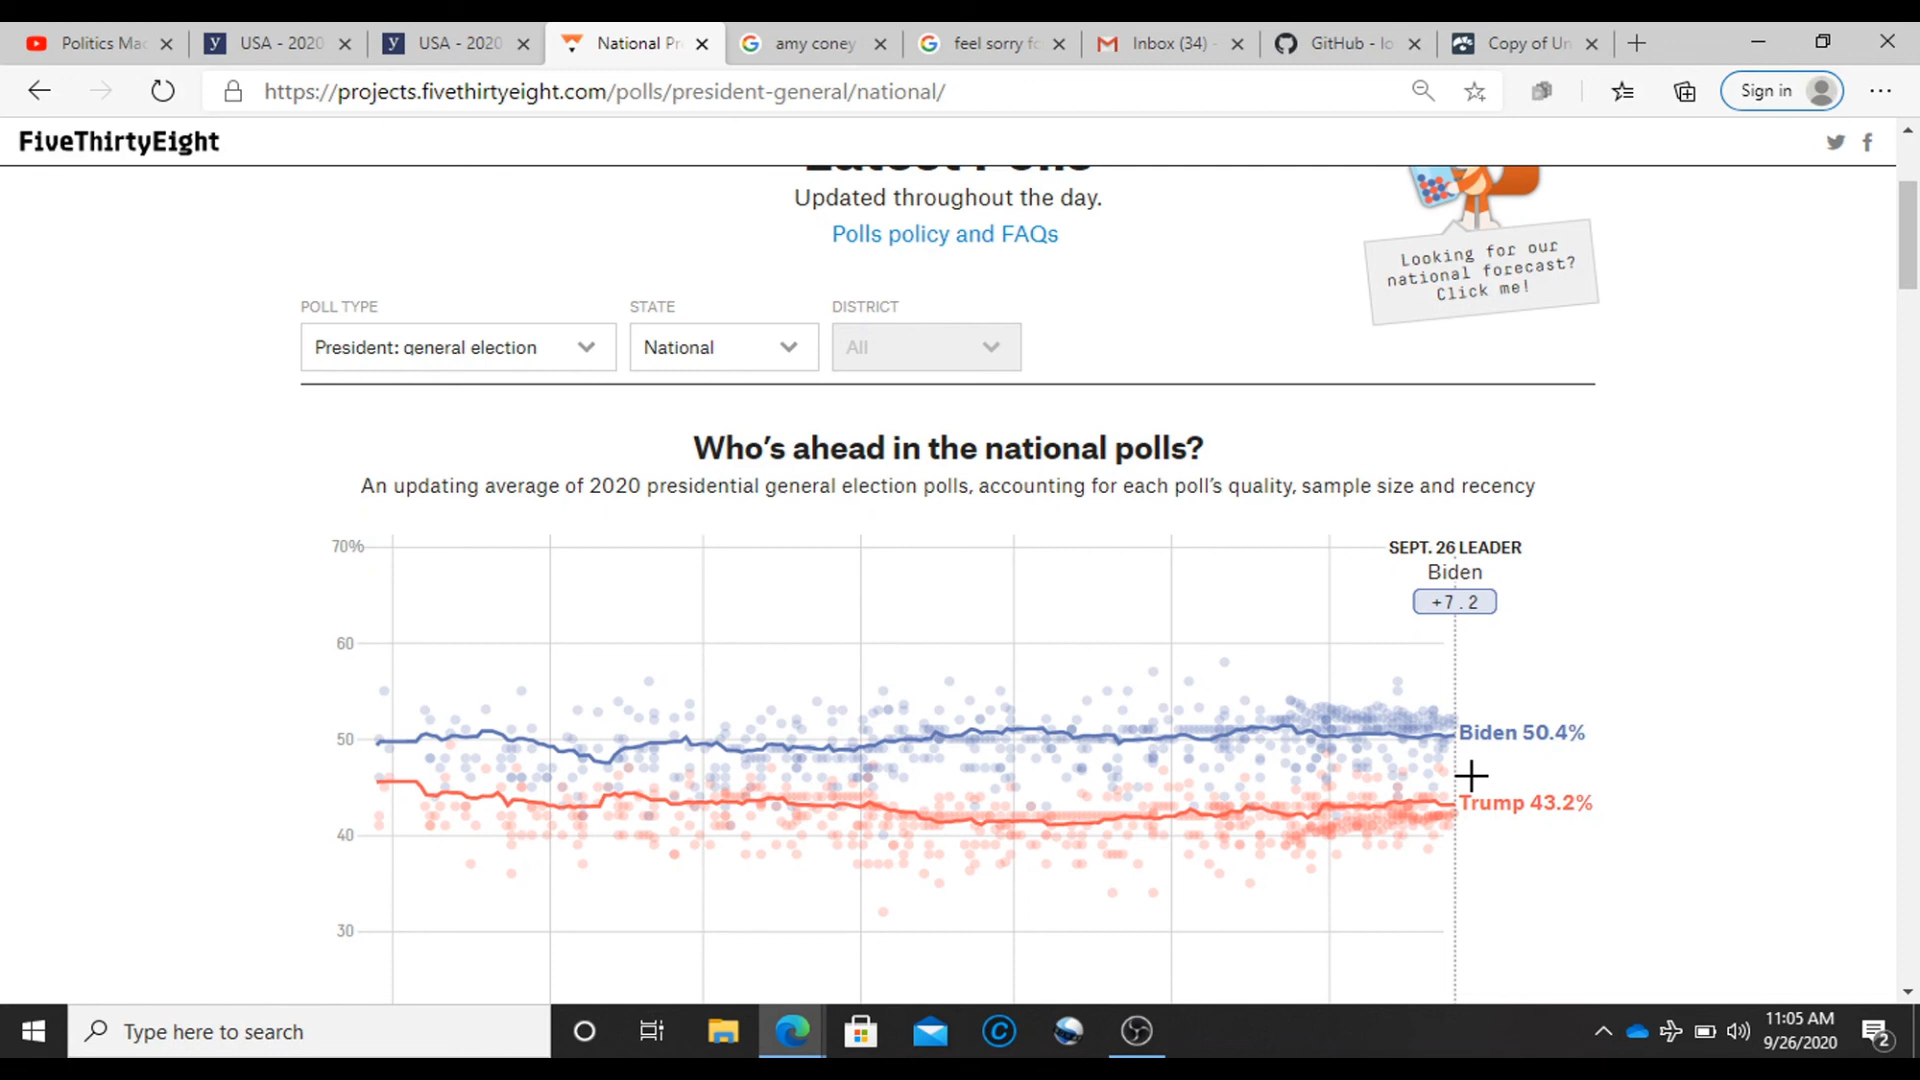 Politics Mac
USA - 2020
USA - 2020
National Pr
amy coney
feel sorry fo
Inbox (34) -
GitHub - lo
Copy of Un
https://projects.fivethirtyeight.com/polls/president-general/national/
Sign in
FiveThirtyEight
Latest Polls
Updated throughout the day.
Polls policy and FAQs
Looking for our
national forecast?
Click me!
POLL TYPE
STATE
DISTRICT
President: general election
National
All
Who's ahead in the national polls?
An updating average of 2020 presidential general election polls, accounting for each poll's quality, sample size and recency
70%
SEPT. 26 LEADER
Biden
+7.2
60
50
Biden 50.4%
Trump 43.2%
40
30
Type here to search
11:05 AM
9/26/2020
2